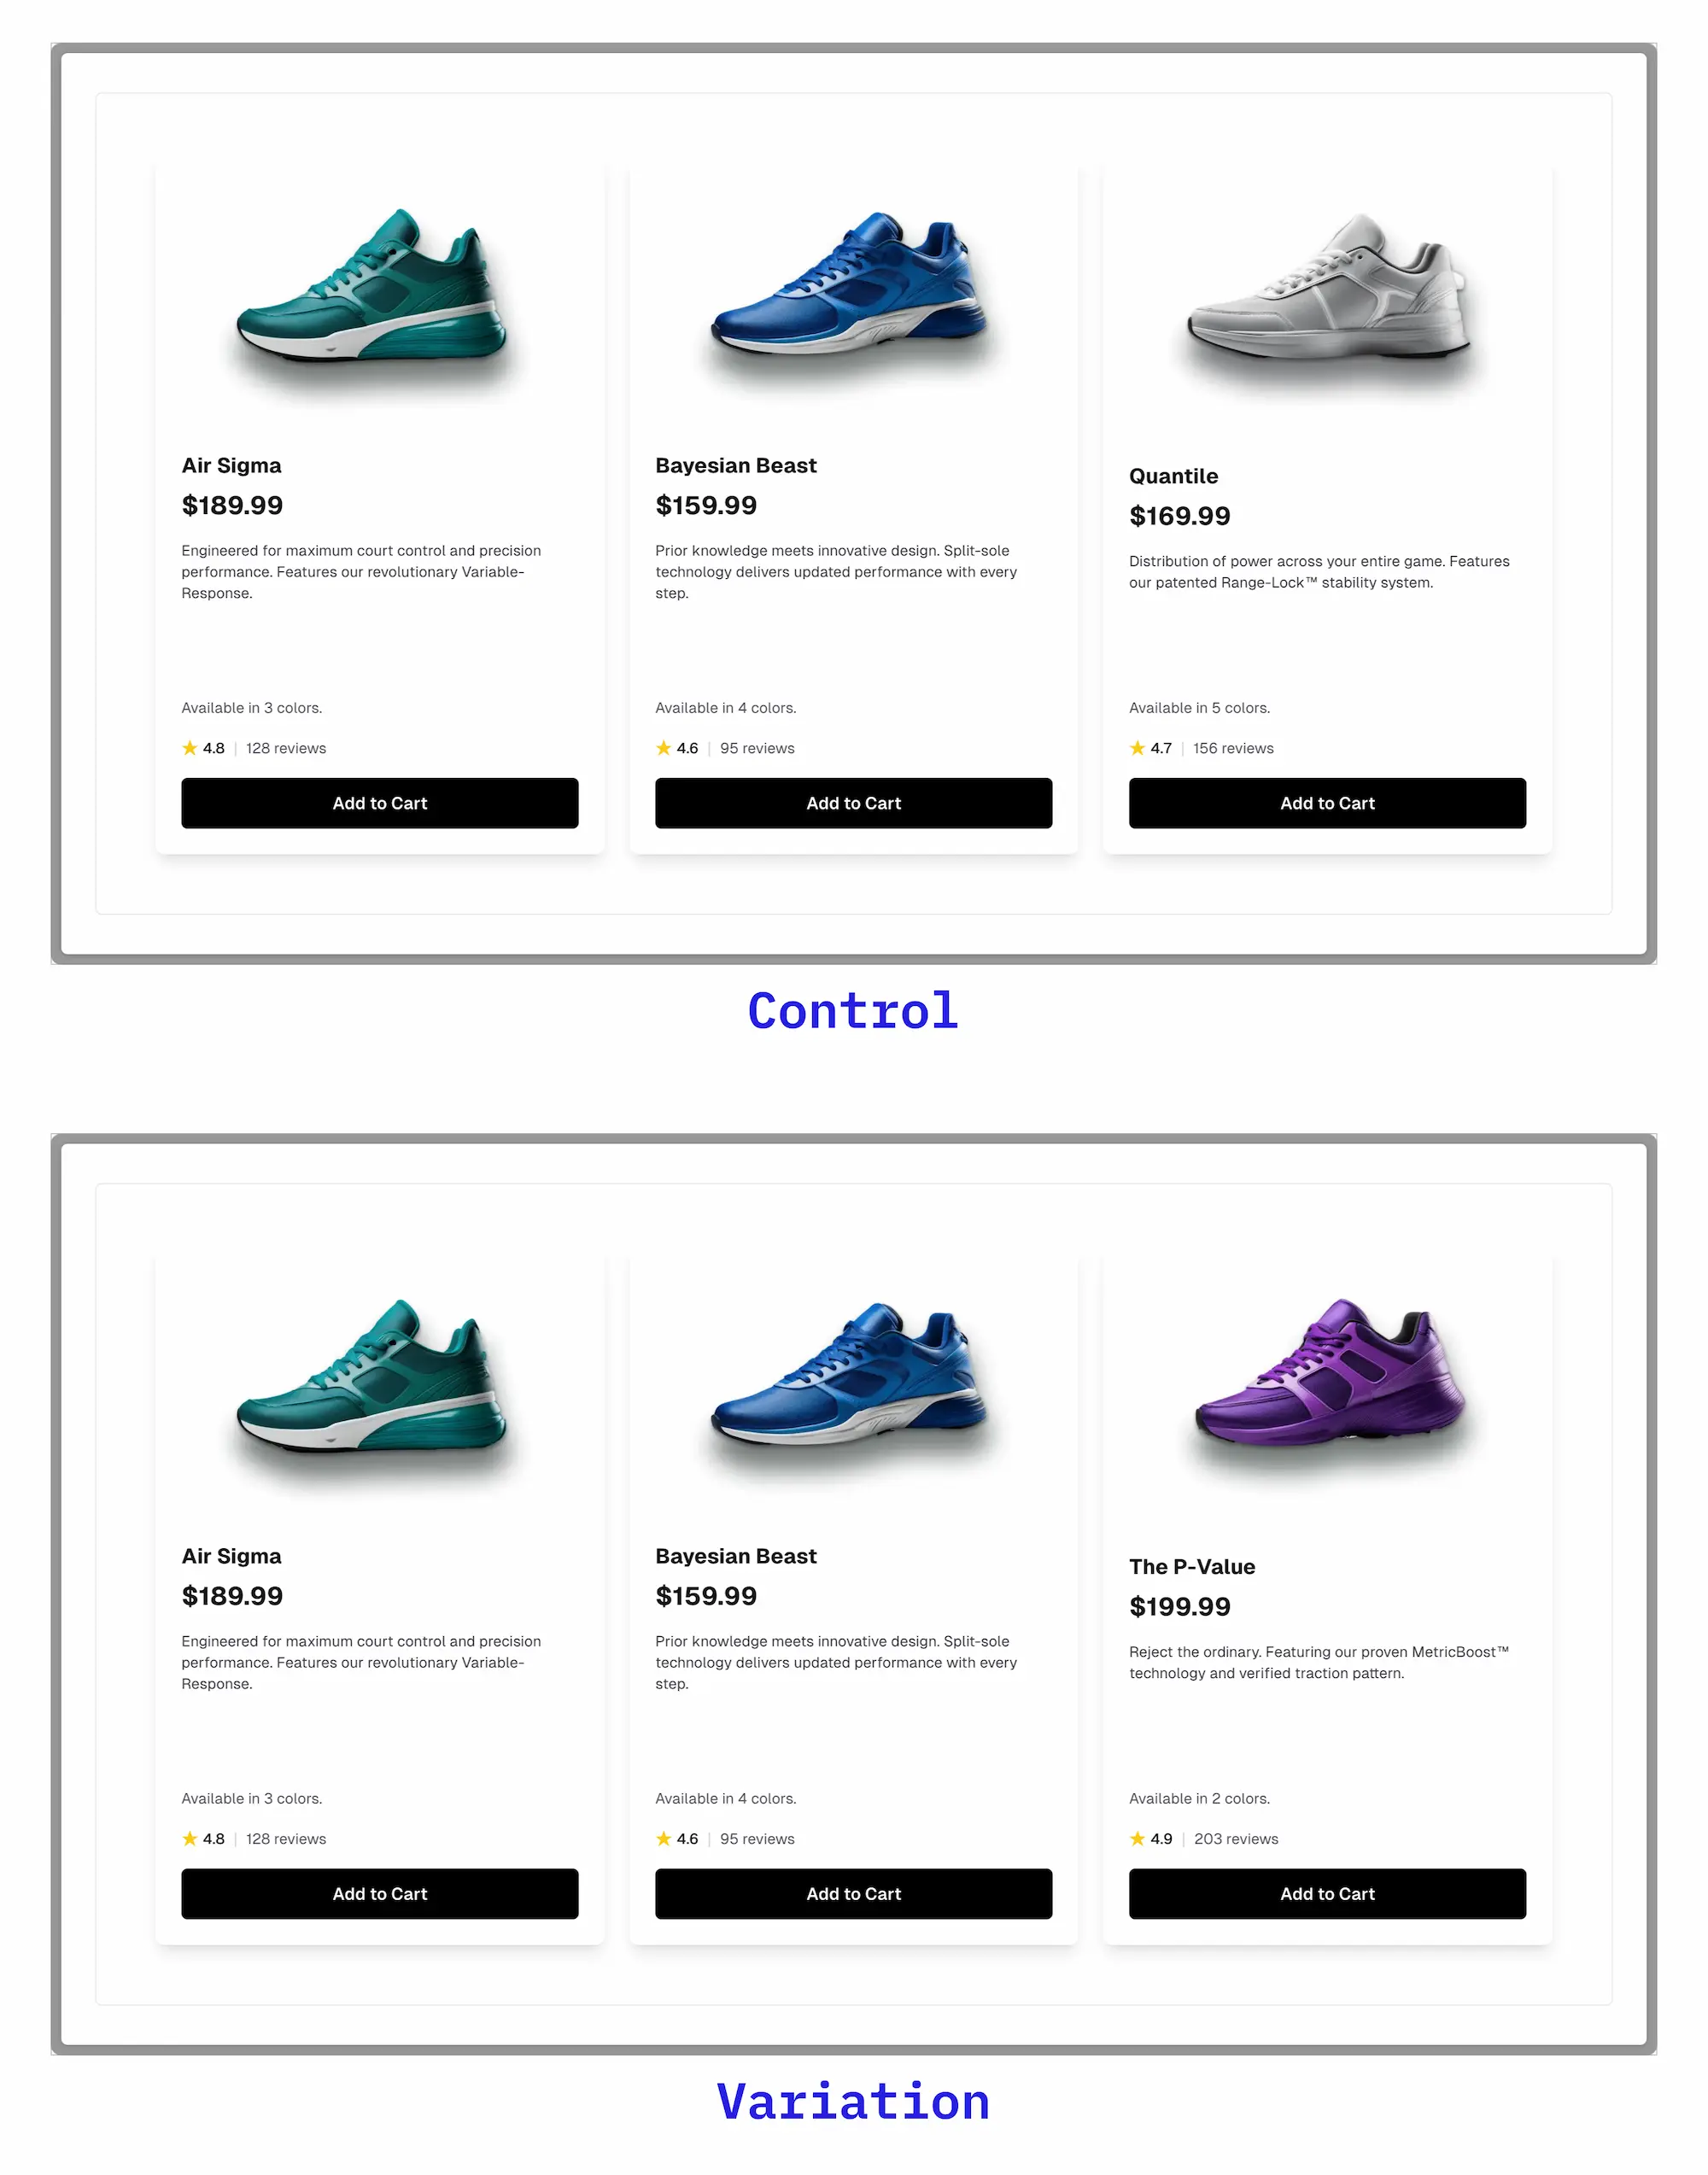 Air Sigma
$189.99
Engineered for maximum court control and precision
performance. Features our revolutionary Variable-
Response.
Available in 3 colors.
4.8 | 128 reviews
Add to Cart
Bayesian Beast
$159.99
Prior knowledge meets innovative design. Split-sole
technology delivers updated performance with every
step.
Available in 4 colors.
4.6 | 95 reviews
Add to Cart
Quantile
$169.99
Distribution of power across your entire game. Features
our patented Range-Lock™ stability system.
Available in 5 colors.
4.7 | 156 reviews
Add to Cart
Control
Air Sigma
$189.99
Engineered for maximum court control and precision
performance. Features our revolutionary Variable-
Response.
Available in 3 colors.
4.8 | 128 reviews
Add to Cart
Bayesian Beast
$159.99
Prior knowledge meets innovative design. Split-sole
technology delivers updated performance with every
step.
Available in 4 colors.
4.6 | 95 reviews
Add to Cart
The P-Value
$199.99
Reject the ordinary. Featuring our proven MetricBoost™
technology and verified traction pattern.
Available in 2 colors.
4.9 | 203 reviews
Add to Cart
Variation